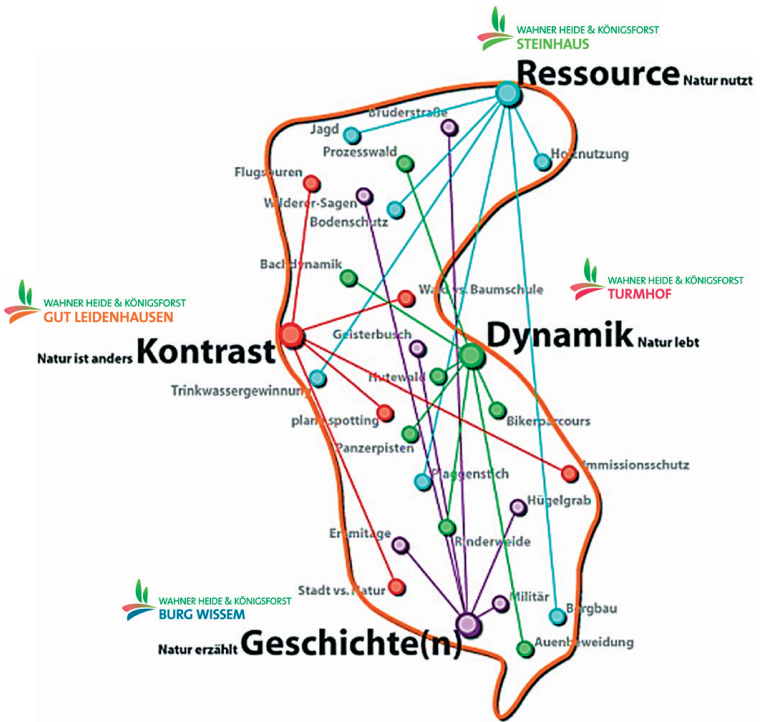 WAHNER HEIDE & KÖNIGSFORST
STEINHAUS
Ressource Natur nutzt
Bruderstraße
Jagd
Prozesswald
Holznutzung
Flugspuren
Wilderer-Sagen
Bodenschutz
Bachdynamik
WAHNER HEIDE & KÖNIGSFORST
TURMHOF
Wald vs. Baumschule
WAHNER HEIDE & KÖNIGSFORST
GUT LEIDENHAUSEN
Geisterbusch
Dynamik Natur lebt
Natur ist anders Kontrast
Hutewald
Trinkwassergewinnung
plane spotting
Bikerparcours
Panzerpisten
Immissionsschutz
Plaggenstich
Hügelgrab
Eremitage
Rinderweide
Stadt vs. Natur
WAHNER HEIDE & KÖNIGSFORST
BURG WISSEM
Militär
Bergbau
Natur erzählt Geschichte(n)
Auenbeweidung